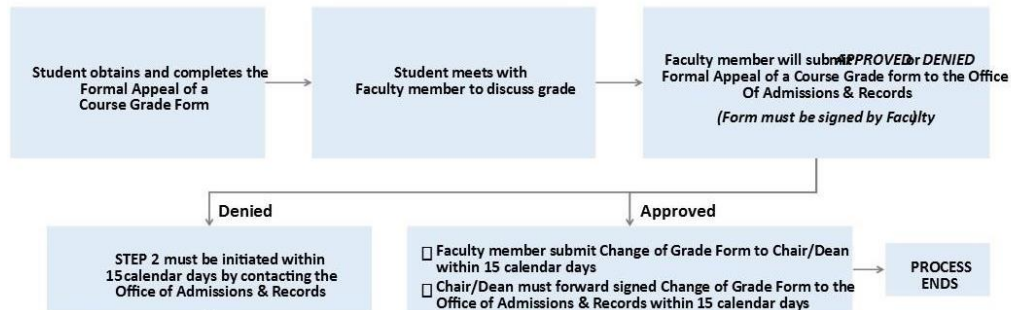 Student obtains and completes the
Formal Appeal of a
Course Grade Form
Student meets with
Faculty member to discuss grade
Faculty member will submit APPROVED or DENIED
Formal Appeal of a Course Grade form to the Office
Of Admissions & Records
(Form must be signed by Faculty)
Denied
Approved
STEP 2 must be initiated within
15 calendar days by contacting the
Office of Admissions & Records
Faculty member submit Change of Grade Form to Chair/Dean
within 15 calendar days
Chair/Dean must forward signed Change of Grade Form to the
Office of Admissions & Records within 15 calendar days
PROCESS
ENDS